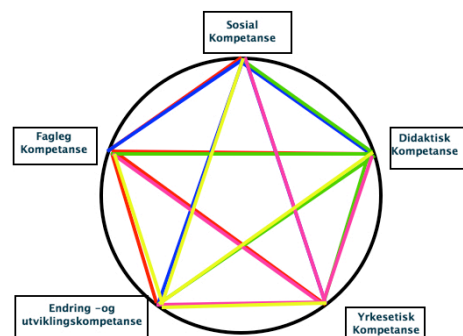 Sosial
Kompetanse
Fagleg
Kompetanse
Didaktisk
Kompetanse
Endring -og
utviklingskompetanse
Yrkesetisk
Kompetanse